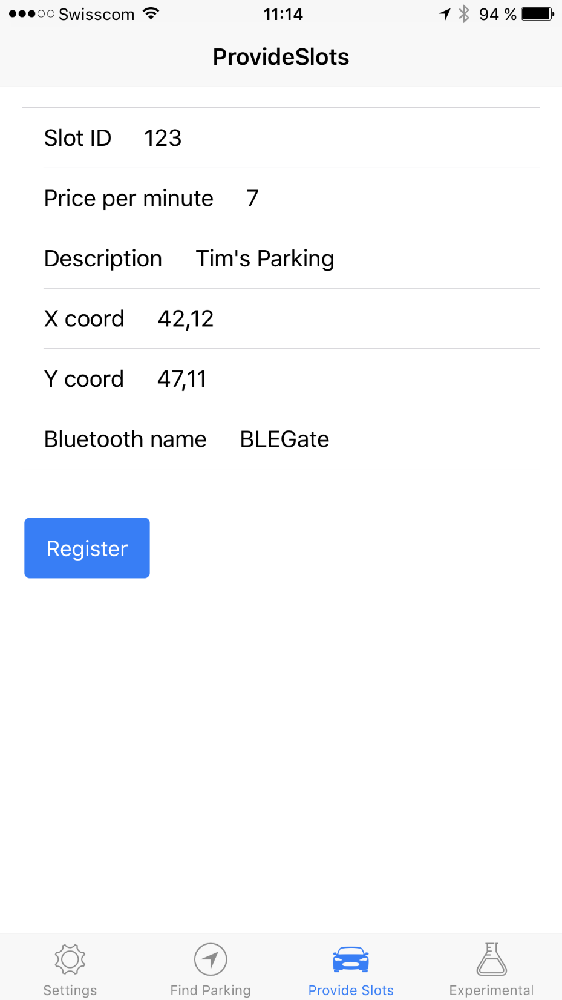 Swisscom 11:14 94 %
ProvideSlots
Slot ID 123
Price per minute 7
Description Tim's Parking
X coord 42,12
Y coord 47,11
Bluetooth name BLEGate
Register
Settings Find Parking Provide Slots Experimental